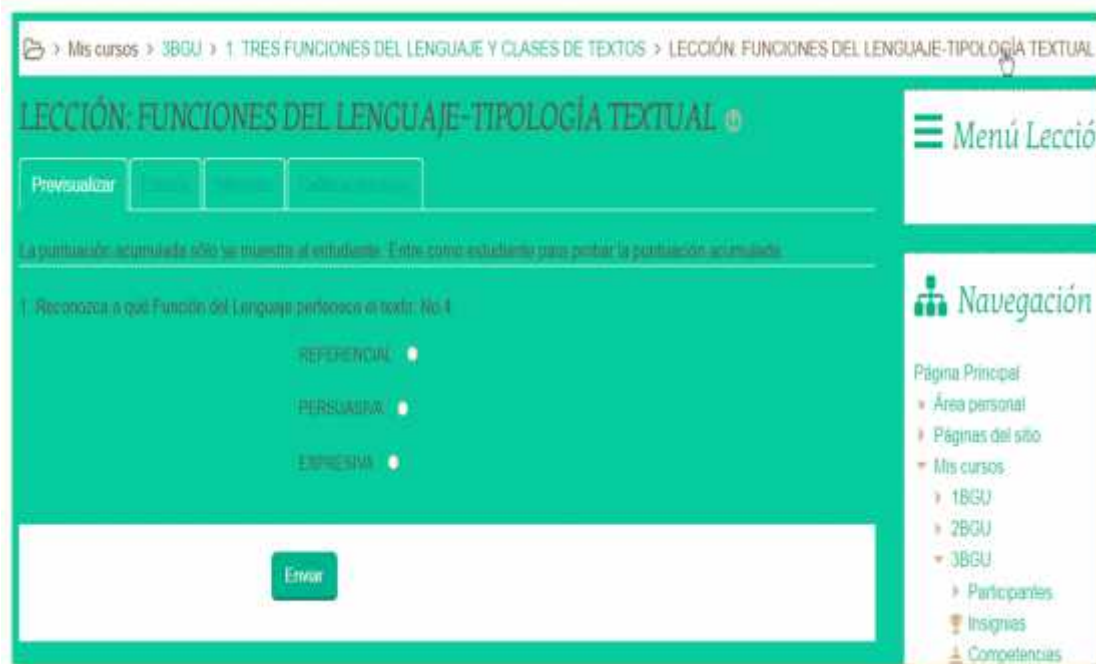 > Mis cursos > 3BGU > 1. TRES FUNCIONES DEL LENGUAJE Y CLASES DE TEXTOS > LECCIÓN: FUNCIONES DEL LENGUAJE-TIPOLOGÍA TEXTUAL
LECCIÓN: FUNCIONES DEL LENGUAJE-TIPOLOGÍA TEXTUAL
Previsualizar
La puntuación acumulada sólo se muestra al estudiante. Entre como estudiante para probar la puntuación acumulada.
1. Reconozca a qué Función del Lenguaje pertenece el texto: No.4
REFERENCIAL
PERSUASIVA
EXPRESIVA
Enviar
Menú Lecció
Navegación
Página Principal
Área personal
Páginas del sitio
Mis cursos
1BGU
2BGU
3BGU
Participantes
Insignias
Competencias